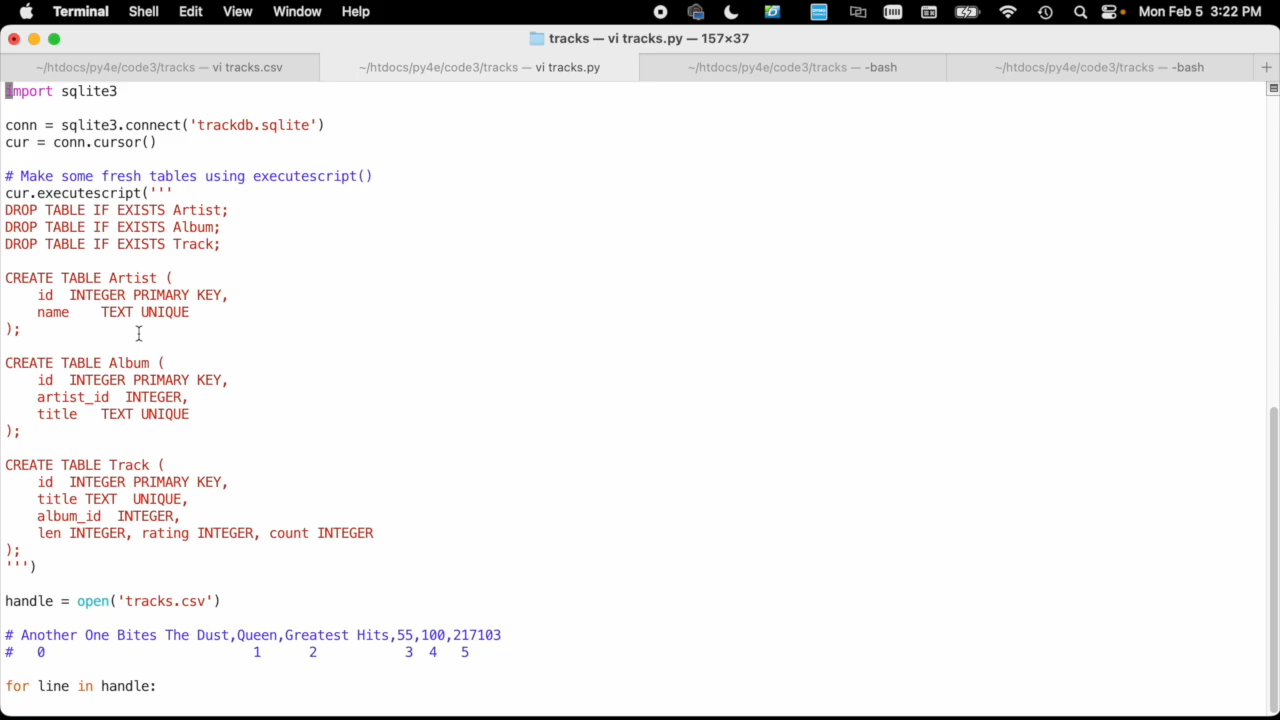 Terminal Shell Edit View Window Help Mon Feb 5 3:22 PM
tracks — vi tracks.py — 157×37
~/htdocs/py4e/code3/tracks — vi tracks.csv ~/htdocs/py4e/code3/tracks — vi tracks.py ~/htdocs/py4e/code3/tracks — -bash ~/htdocs/py4e/code3/tracks — -bash +
import sqlite3
conn = sqlite3.connect('trackdb.sqlite')
cur = conn.cursor()
# Make some fresh tables using executescript()
cur.executescript('''
DROP TABLE IF EXISTS Artist;
DROP TABLE IF EXISTS Album;
DROP TABLE IF EXISTS Track;
CREATE TABLE Artist (
    id  INTEGER PRIMARY KEY,
    name    TEXT UNIQUE
);
CREATE TABLE Album (
    id  INTEGER PRIMARY KEY,
    artist_id  INTEGER,
    title   TEXT UNIQUE
);
CREATE TABLE Track (
    id  INTEGER PRIMARY KEY,
    title TEXT  UNIQUE,
    album_id  INTEGER,
    len INTEGER, rating INTEGER, count INTEGER
);
''')
handle = open('tracks.csv')
# Another One Bites The Dust,Queen,Greatest Hits,55,100,217103
#   0                          1      2           3  4   5
for line in handle: